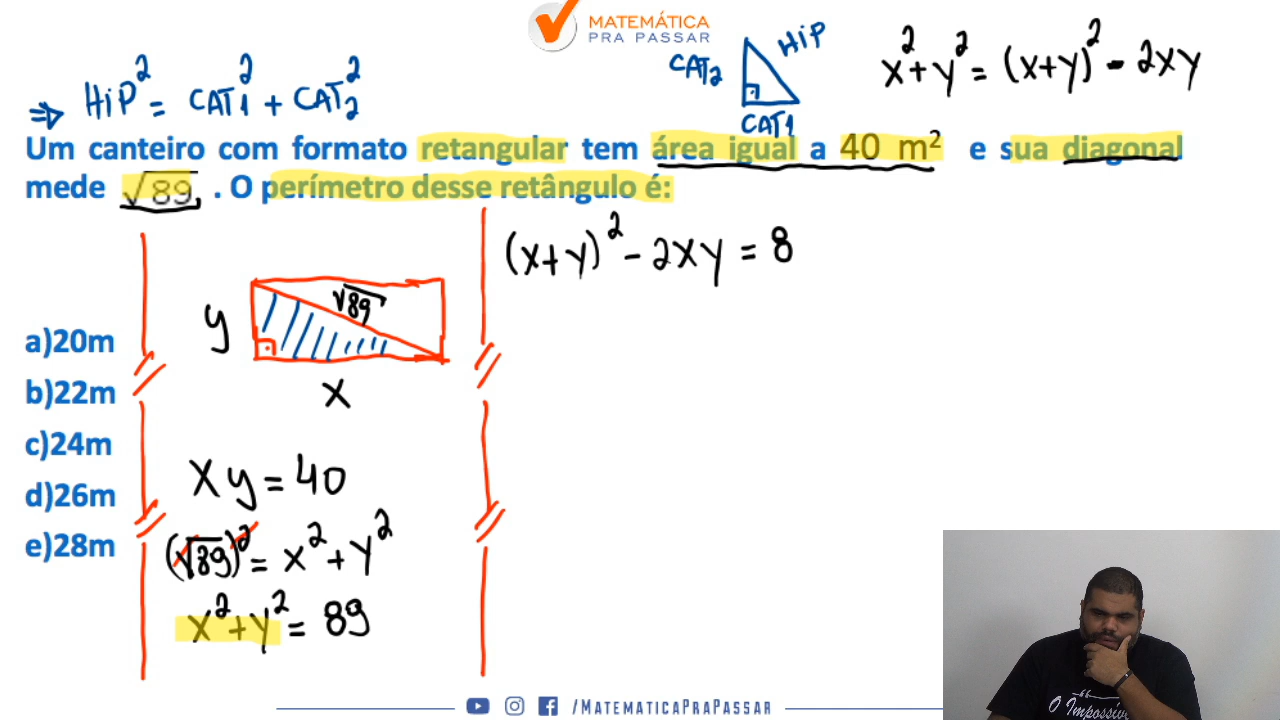 MATEMÁTICA
PRA PASSAR
CAT2
HiP
CAT1
x² + y² = (x+y)² - 2xy
⇒ HiP² = CAT1² + CAT2²
Um canteiro com formato retangular tem área igual a 40 m² e sua diagonal
mede √89 . O perímetro desse retângulo é:
a)20m
b)22m
c)24m
d)26m
e)28m
y
√89
x
xy = 40
(√89)² = x² + y²
x² + y² = 89
(x+y)² - 2xy = 8
O Impossíve
/MatematicaPraPassar